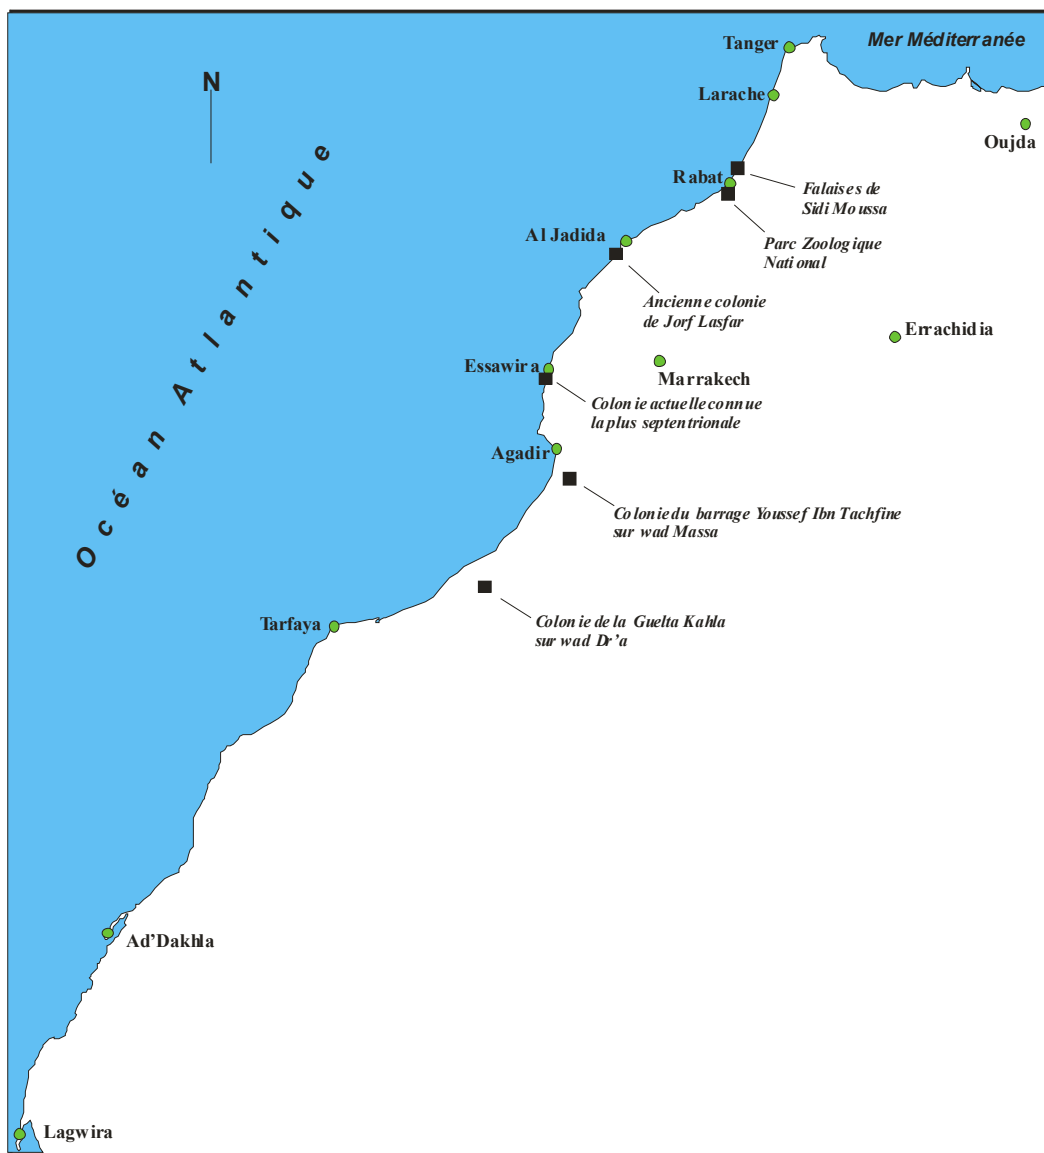 Tanger
Mer Méditerranée
N
Larache
Oujda
Océan Atlantique
Rabat
Falaises de
Sidi Moussa
Al Jadida
Parc Zoologique
National
Ancienne colonie
de Jorf Lasfar
Errachidia
Essawira
Marrakech
Colonie actuelle connue
la plus septentrionale
Agadir
Colonie du barrage Youssef Ibn Tachfine
sur wad Massa
Colonie de la Guelta Kahla
sur wad Dr’a
Tarfaya
Ad’Dakhla
Lagwira